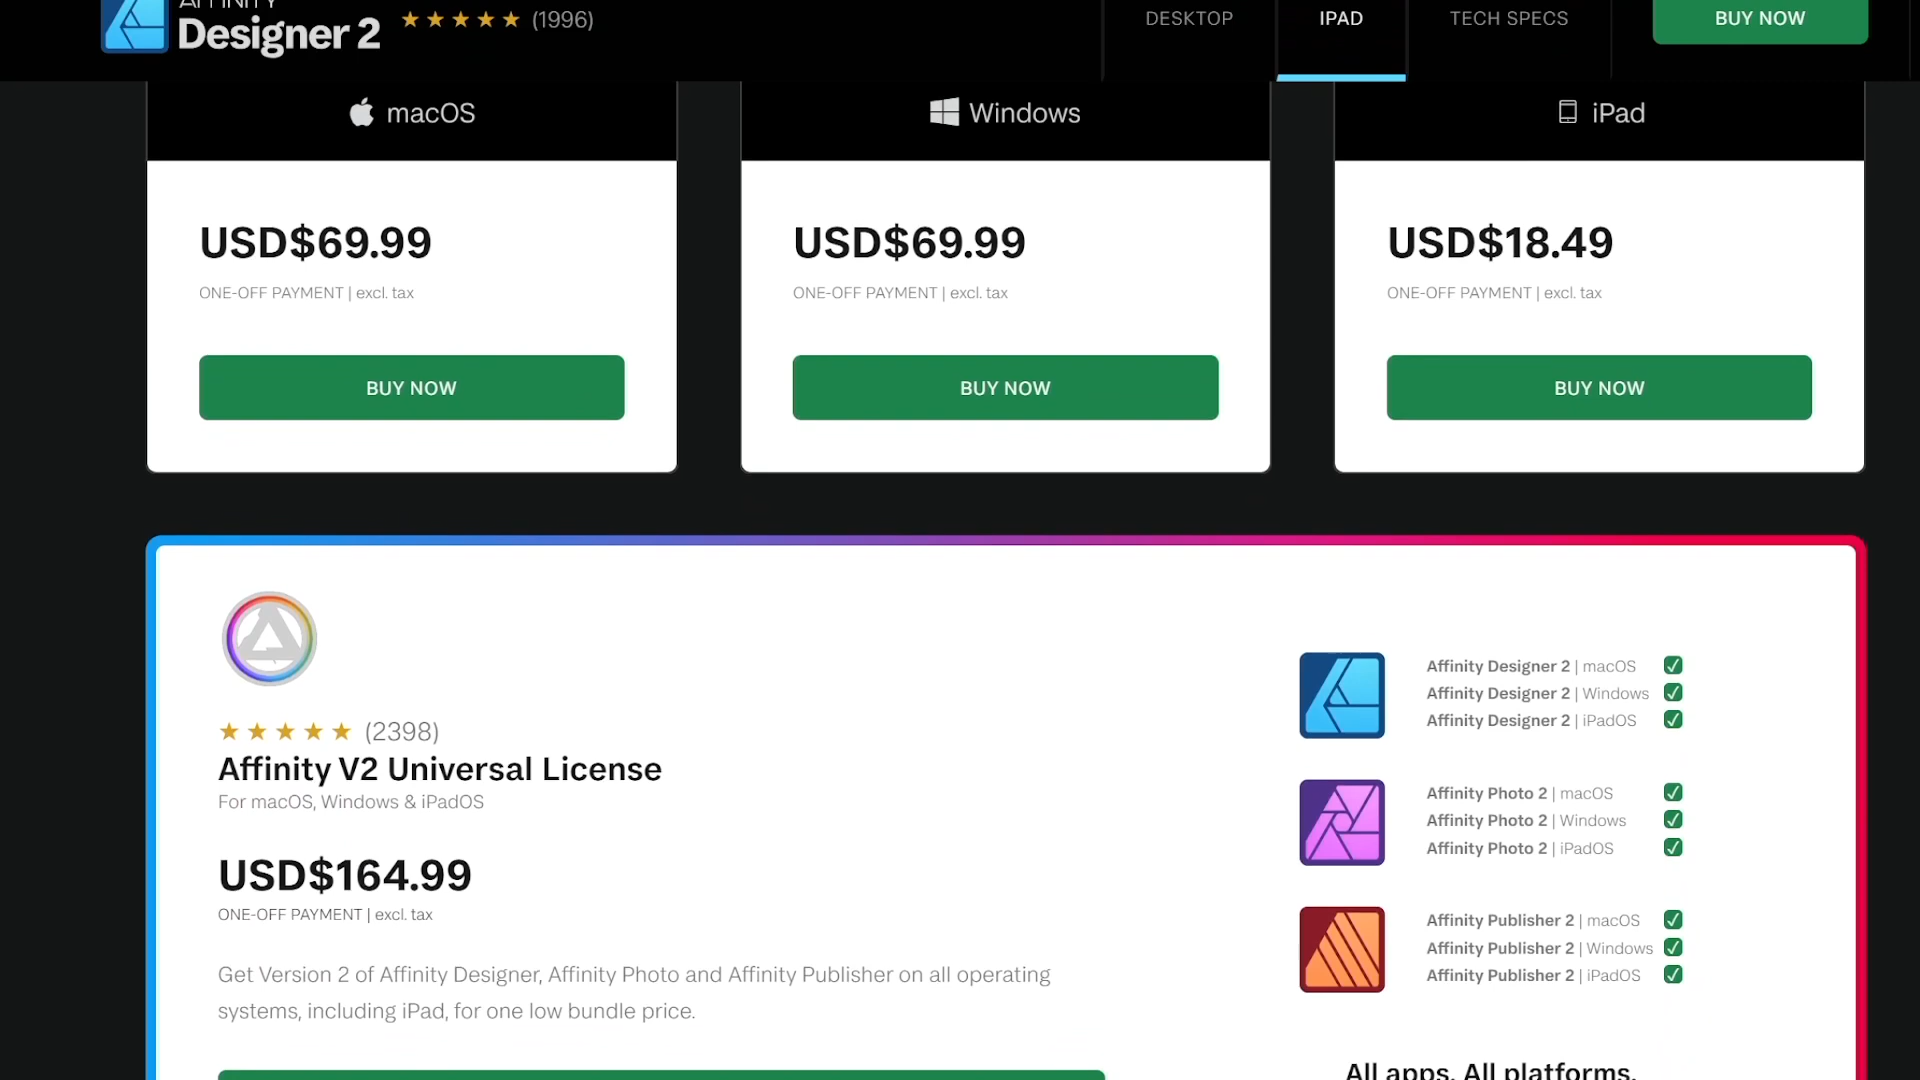 AFFINITY
Designer 2
(1996)
DESKTOP
IPAD
TECH SPECS
BUY NOW
macOS
Windows
iPad
USD$69.99
ONE-OFF PAYMENT | excl. tax
BUY NOW
USD$69.99
ONE-OFF PAYMENT | excl. tax
BUY NOW
USD$18.49
ONE-OFF PAYMENT | excl. tax
BUY NOW
(2398)
Affinity V2 Universal License
For macOS, Windows & iPadOS
USD$164.99
ONE-OFF PAYMENT | excl. tax
Get Version 2 of Affinity Designer, Affinity Photo and Affinity Publisher on all operating
systems, including iPad, for one low bundle price.
Affinity Designer 2 | macOS
Affinity Designer 2 | Windows
Affinity Designer 2 | iPadOS
Affinity Photo 2 | macOS
Affinity Photo 2 | Windows
Affinity Photo 2 | iPadOS
Affinity Publisher 2 | macOS
Affinity Publisher 2 | Windows
Affinity Publisher 2 | iPadOS
All apps. All platforms.